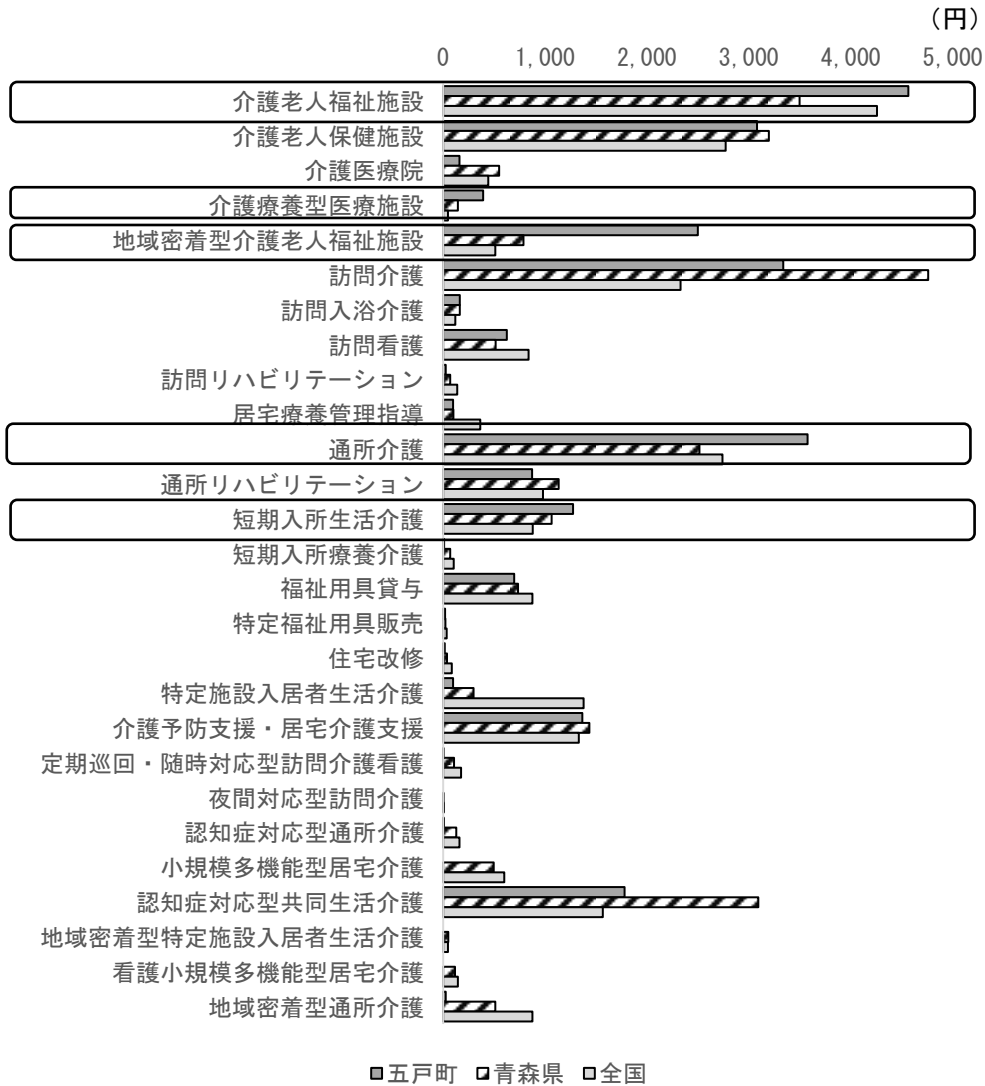 （円）
0 1,000 2,000 3,000 4,000 5,000
介護老人福祉施設
介護老人保健施設
介護医療院
介護療養型医療施設
地域密着型介護老人福祉施設
訪問介護
訪問入浴介護
訪問看護
訪問リハビリテーション
居宅療養管理指導
通所介護
通所リハビリテーション
短期入所生活介護
短期入所療養介護
福祉用具貸与
特定福祉用具販売
住宅改修
特定施設入居者生活介護
介護予防支援・居宅介護支援
定期巡回・随時対応型訪問介護看護
夜間対応型訪問介護
認知症対応型通所介護
小規模多機能型居宅介護
認知症対応型共同生活介護
地域密着型特定施設入居者生活介護
看護小規模多機能型居宅介護
地域密着型通所介護
五戸町 青森県 全国